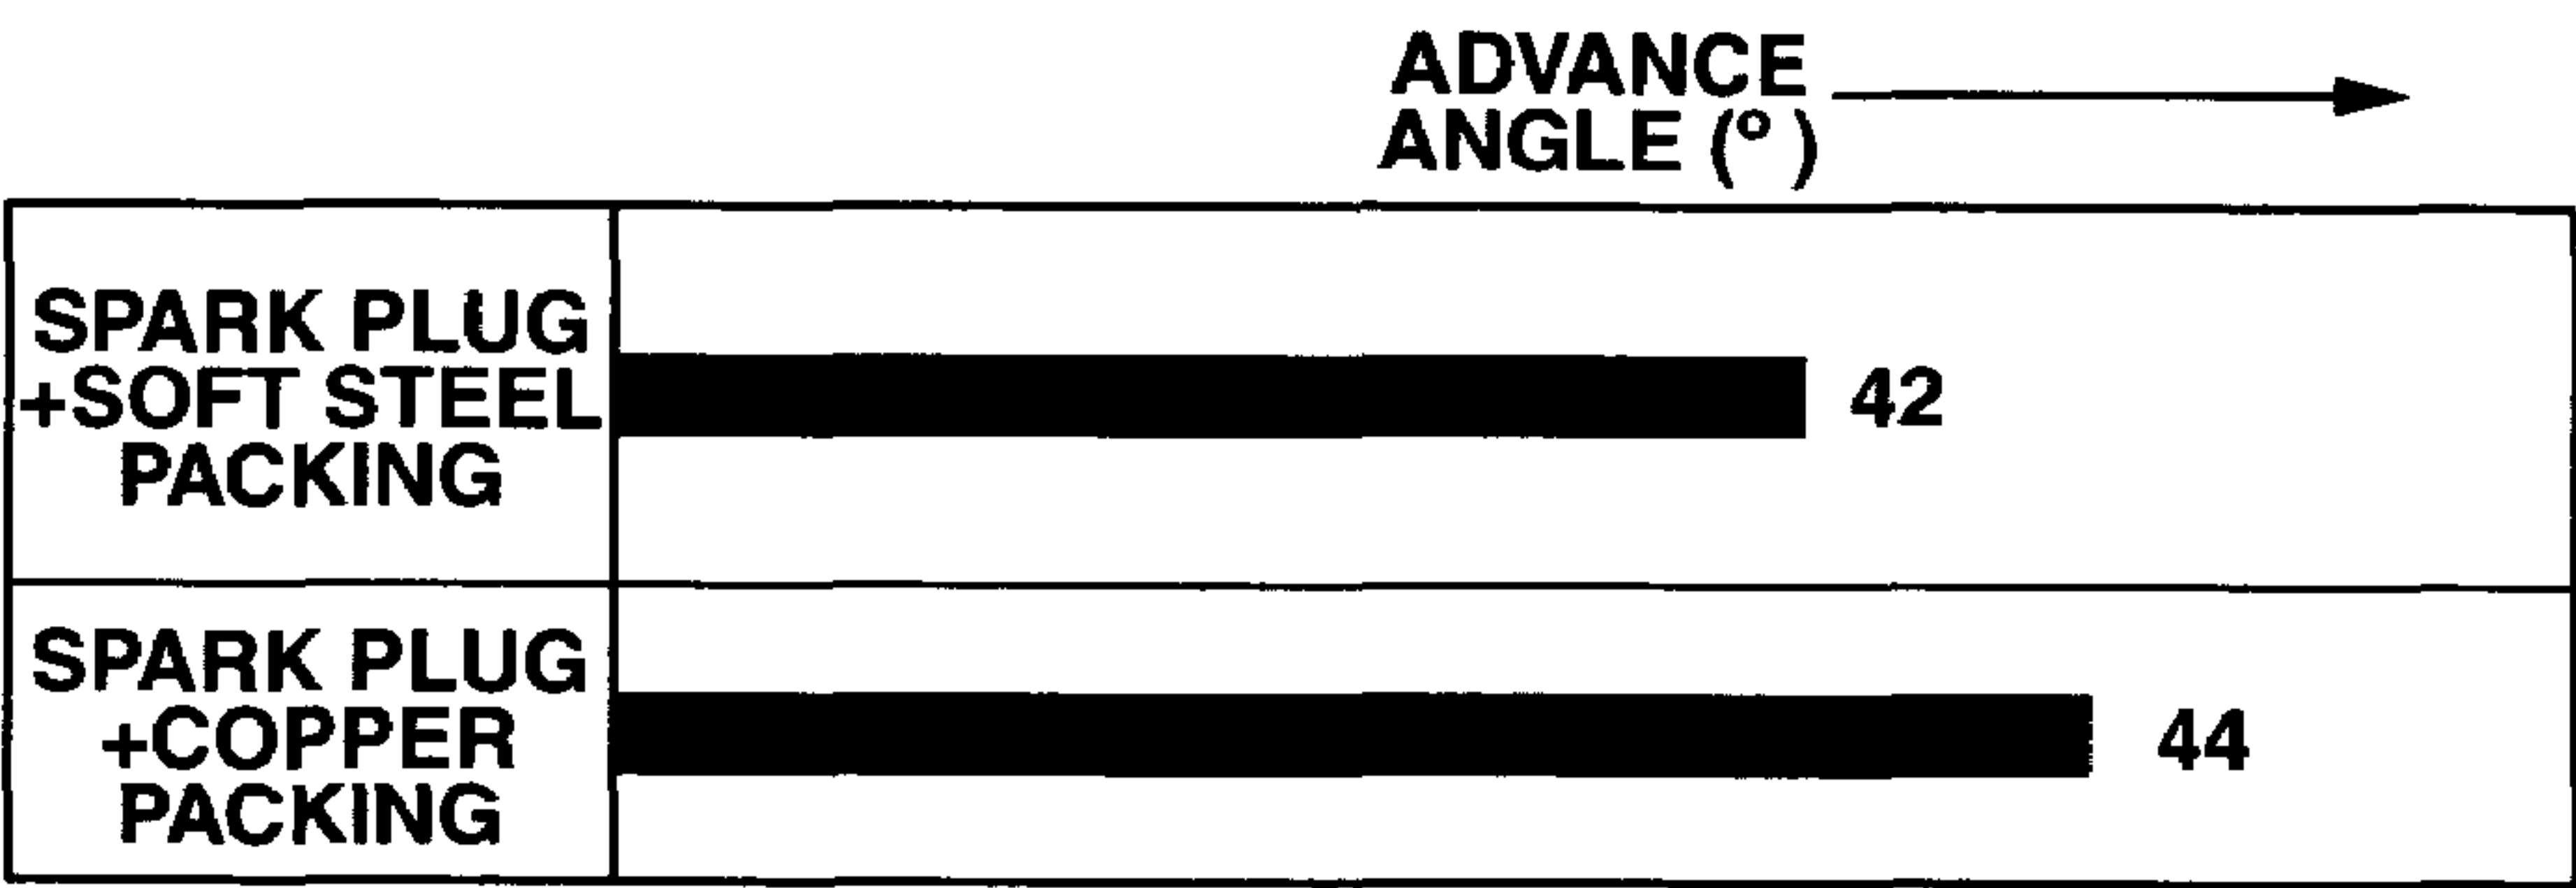 ADVANCE
ANGLE (°)
SPARK PLUG
+SOFT STEEL
PACKING
42
SPARK PLUG
+COPPER
PACKING
44